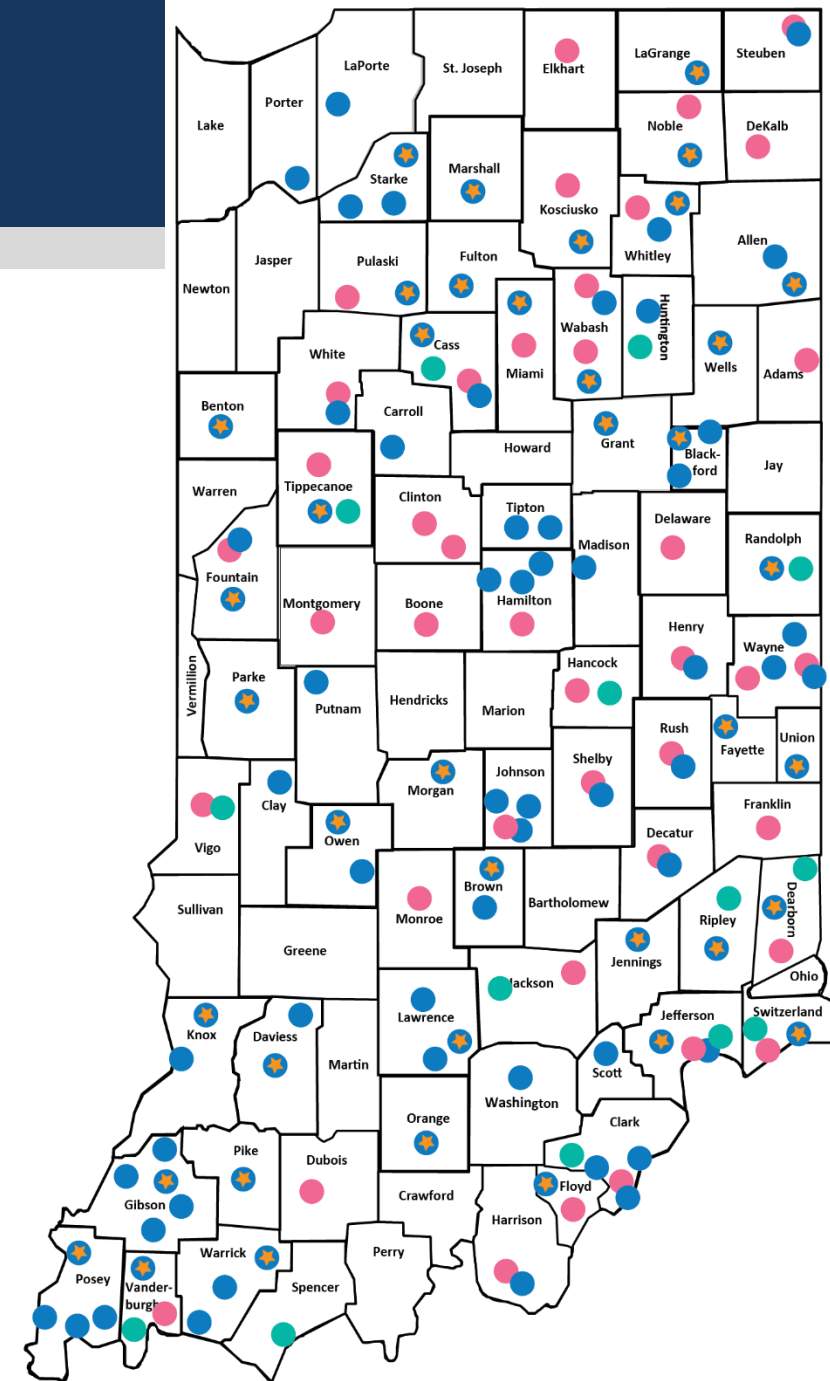 LaPorte
St. Joseph
Elkhart
LaGrange
Steuben
Porter
Lake
Noble
DeKalb
Starke
Marshall
Kosciusko
Whitley
Allen
Newton
Jasper
Pulaski
Fulton
Miami
Wabash
Huntington
Wells
Adams
White
Cass
Benton
Carroll
Howard
Grant
Black-
ford
Jay
Warren
Tippecanoe
Clinton
Tipton
Madison
Delaware
Randolph
Fountain
Montgomery
Boone
Hamilton
Henry
Wayne
Vermillion
Parke
Putnam
Hendricks
Marion
Hancock
Rush
Fayette
Union
Vigo
Clay
Owen
Morgan
Johnson
Shelby
Decatur
Franklin
Sullivan
Greene
Monroe
Brown
Bartholomew
Jennings
Ripley
Dearborn
Ohio
Knox
Daviess
Martin
Lawrence
Jackson
Jefferson
Switzerland
Scott
Washington
Orange
Clark
Gibson
Pike
Dubois
Crawford
Floyd
Harrison
Posey
Vander-
burgh
Warrick
Spencer
Perry